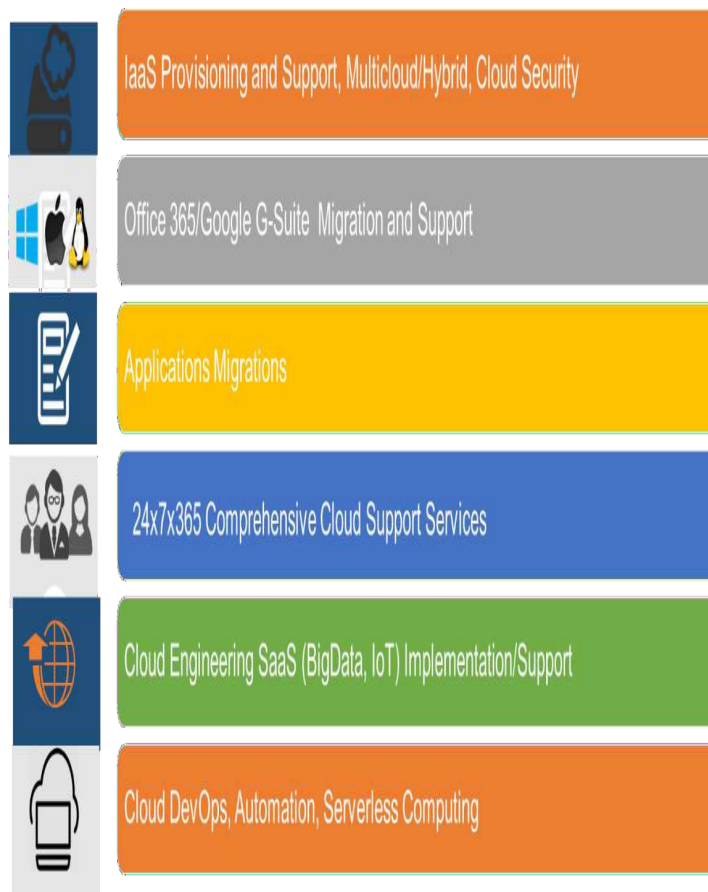 IaaS Provisioning and Support, Multicloud/Hybrid, Cloud Security
Office 365/Google G-Suite Migration and Support
Applications Migrations
24x7x365 Comprehensive Cloud Support Services
Cloud Engineering SaaS (BigData, IoT) Implementation/Support
Cloud DevOps, Automation, Serverless Computing